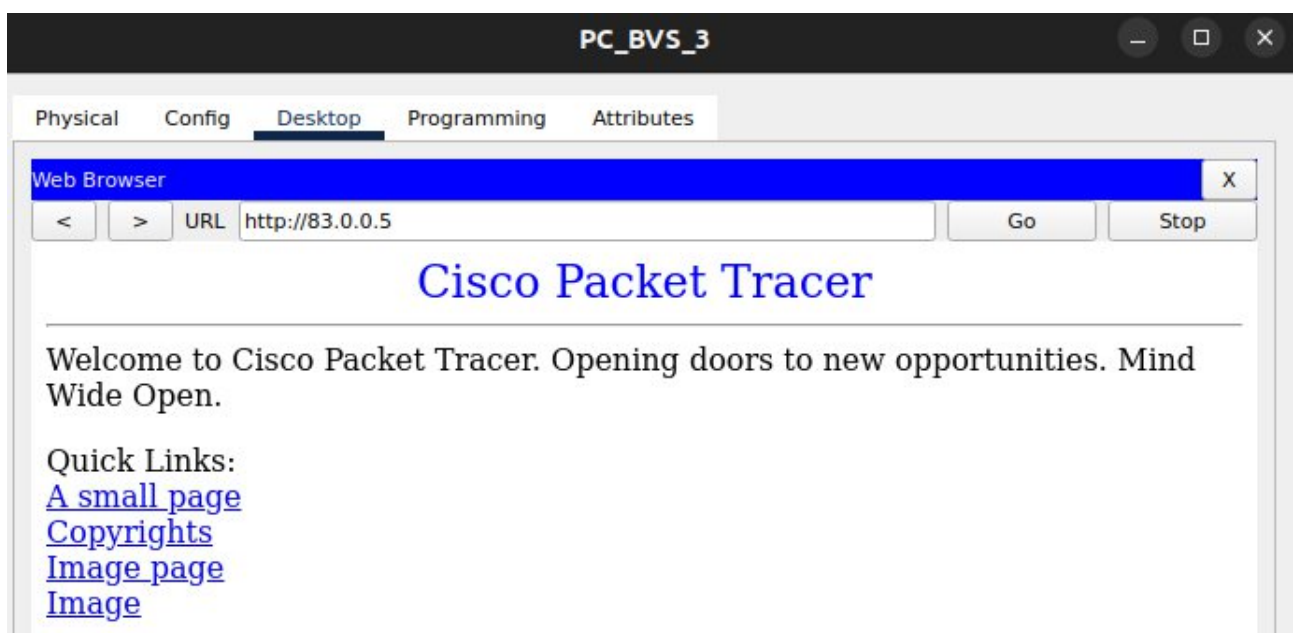 PC_BVS_3
Physical Config Desktop Programming Attributes
Web Browser X
< > URL http://83.0.0.5 Go Stop
Cisco Packet Tracer
Welcome to Cisco Packet Tracer. Opening doors to new opportunities. Mind
Wide Open.
Quick Links:
A small page
Copyrights
Image page
Image